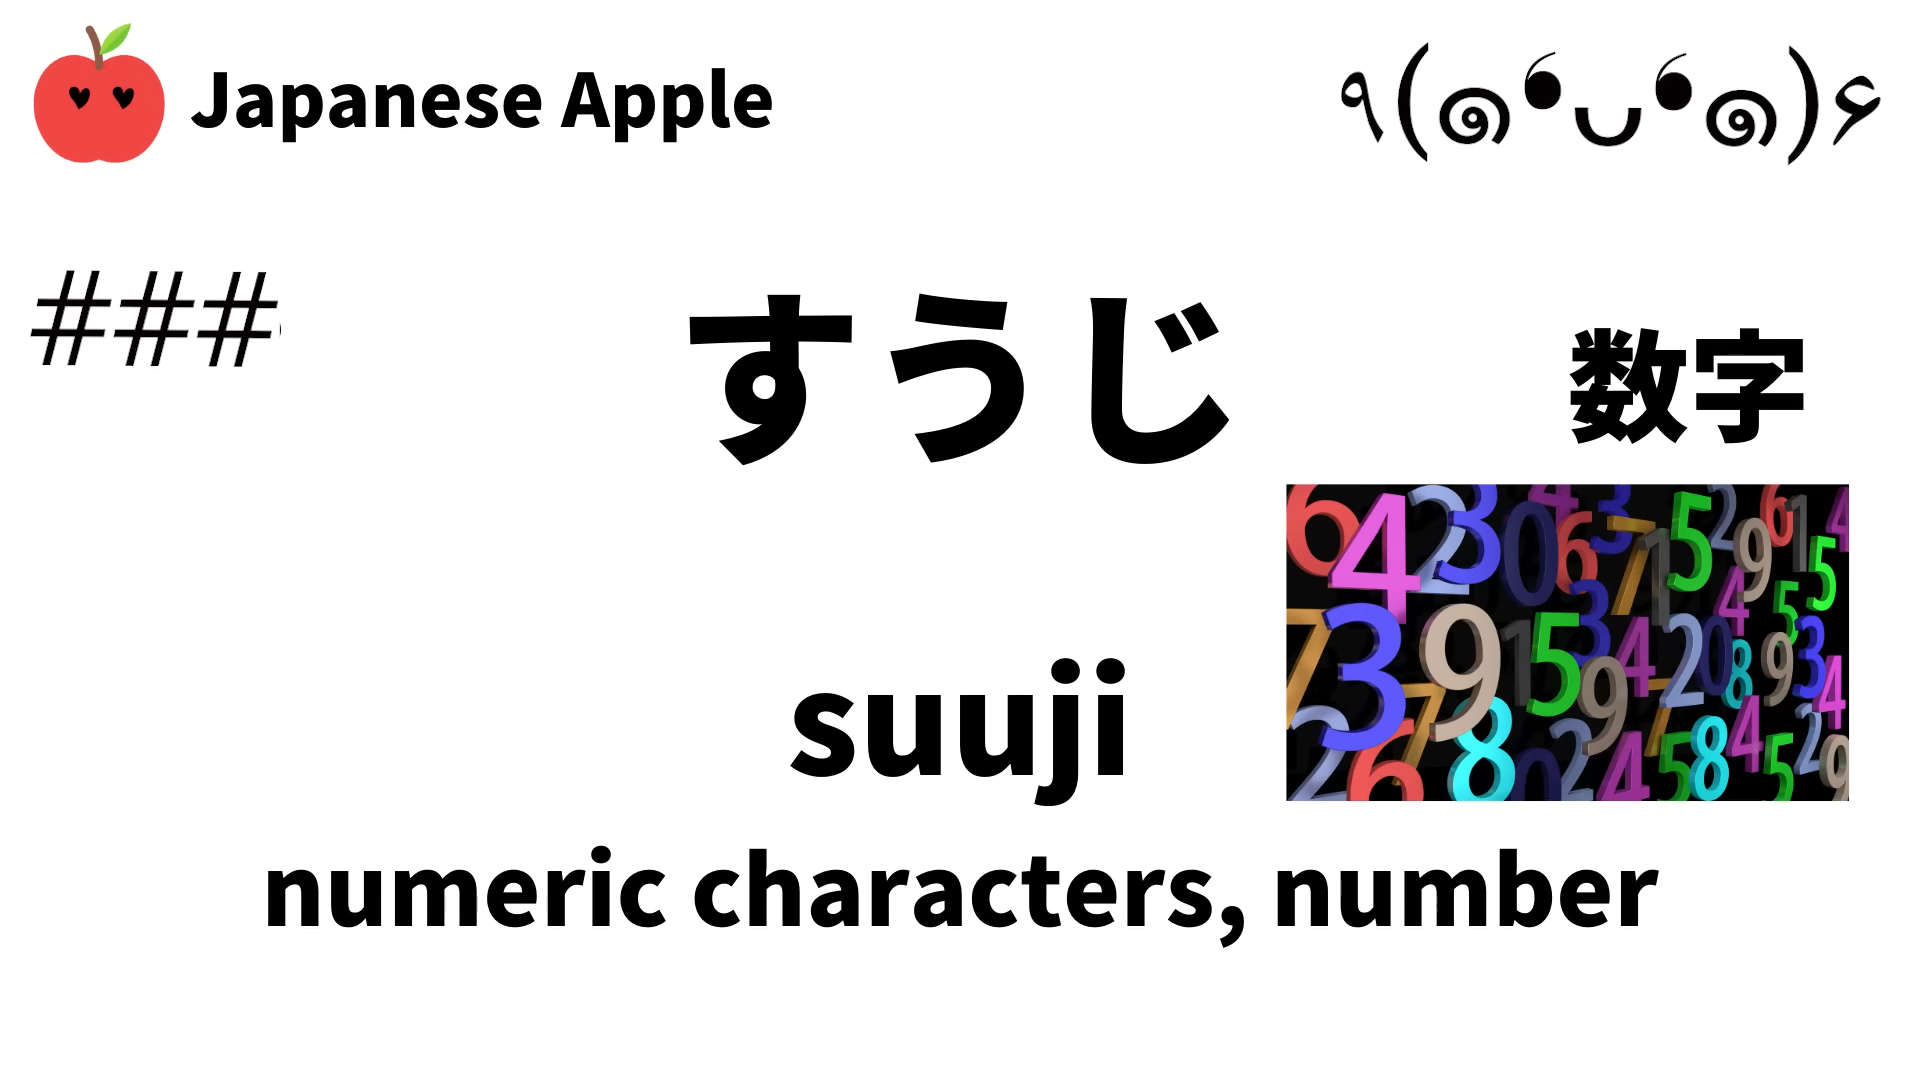 Japanese Apple
٩(๑❛ᴗ❛๑)۶
###
すうじ
数字
suuji
numeric characters, number